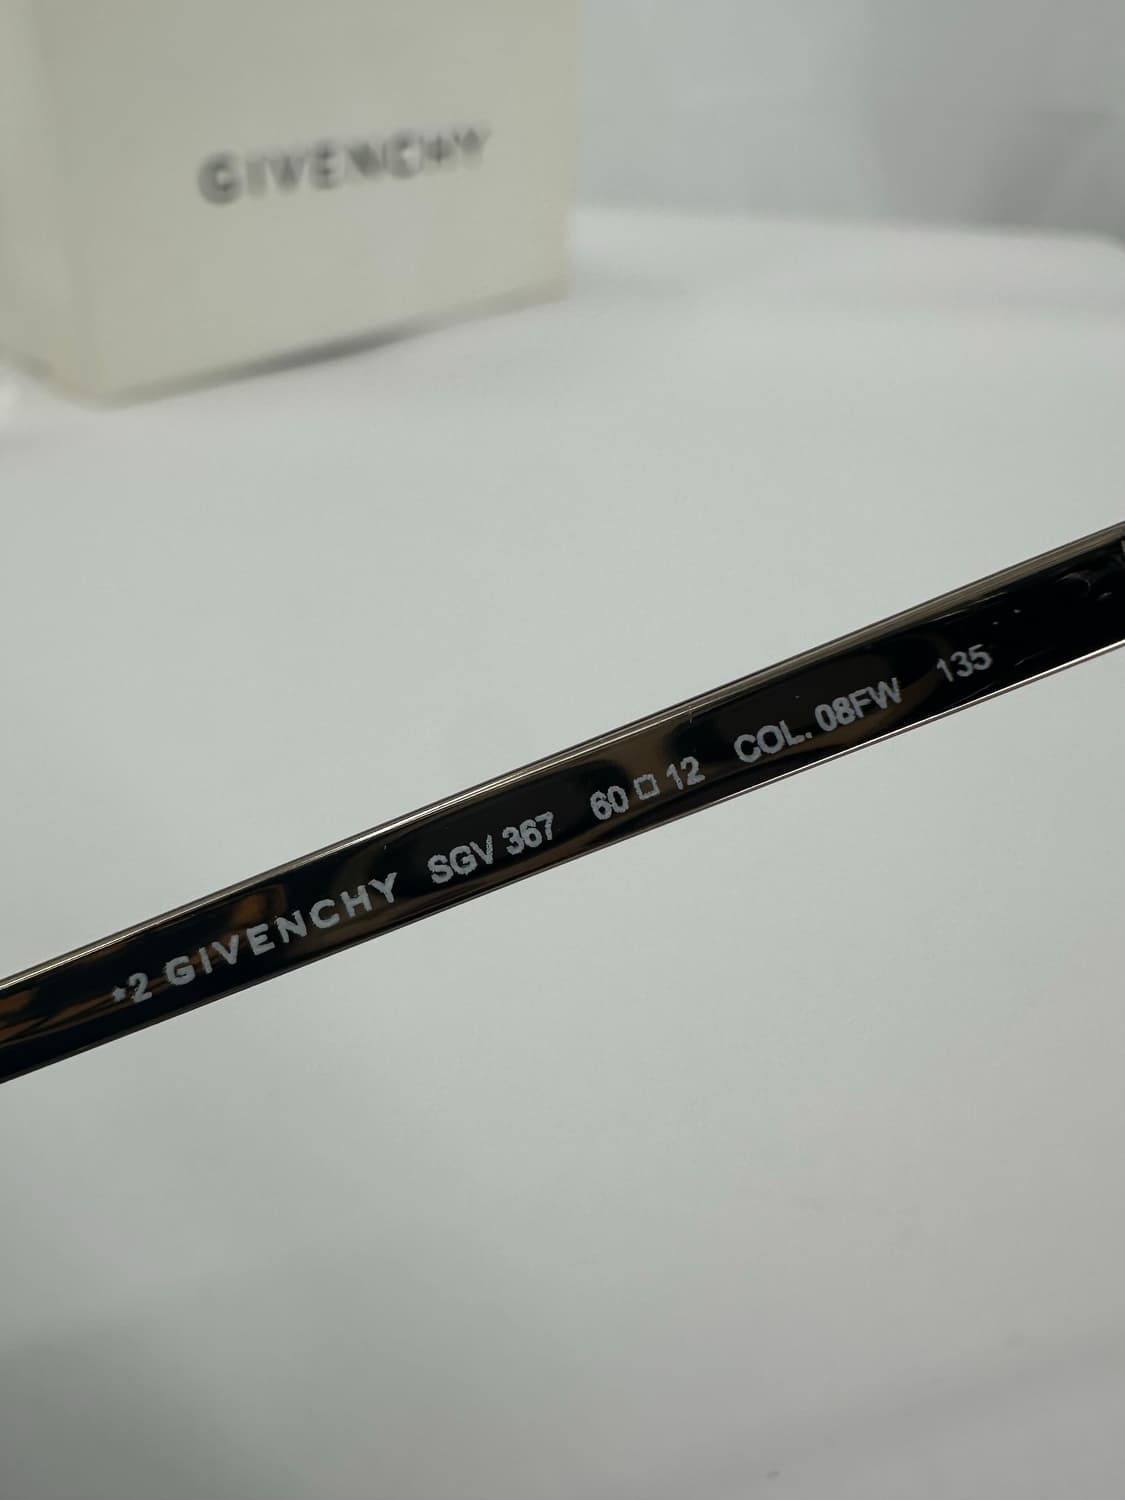 GIVENCHY
*2 GIVENCHY SGV 367 60□12 COL. 08FW 135